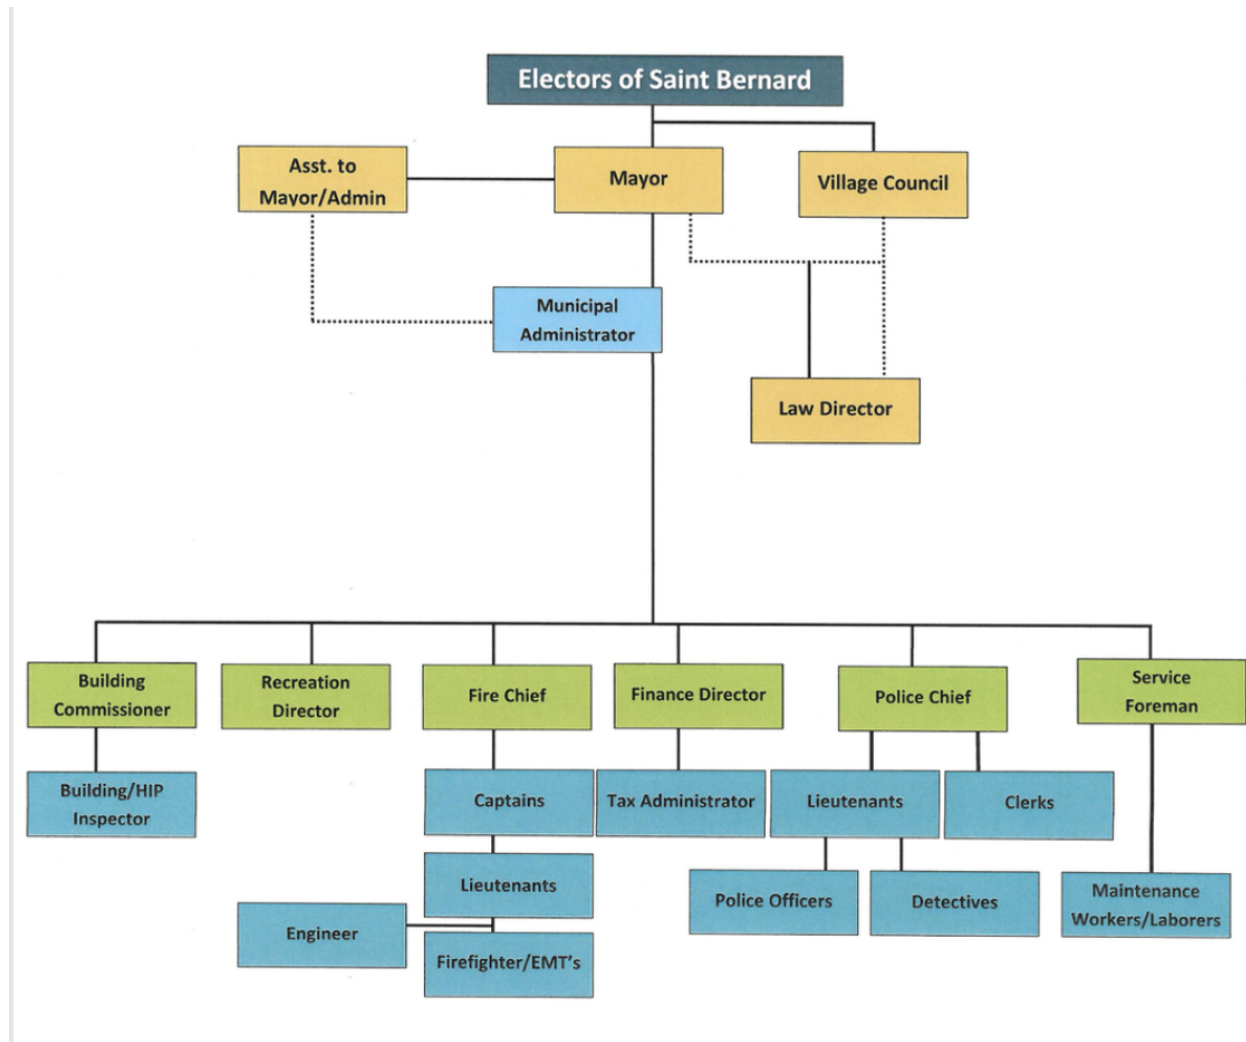 Electors of Saint Bernard
Asst. to
Mayor/Admin
Mayor
Village Council
Municipal
Administrator
Law Director
Building
Commissioner
Recreation
Director
Fire Chief
Finance Director
Police Chief
Service
Foreman
Building/HIP
Inspector
Captains
Tax Administrator
Lieutenants
Clerks
Lieutenants
Police Officers
Detectives
Maintenance
Workers/Laborers
Engineer
Firefighter/EMT's